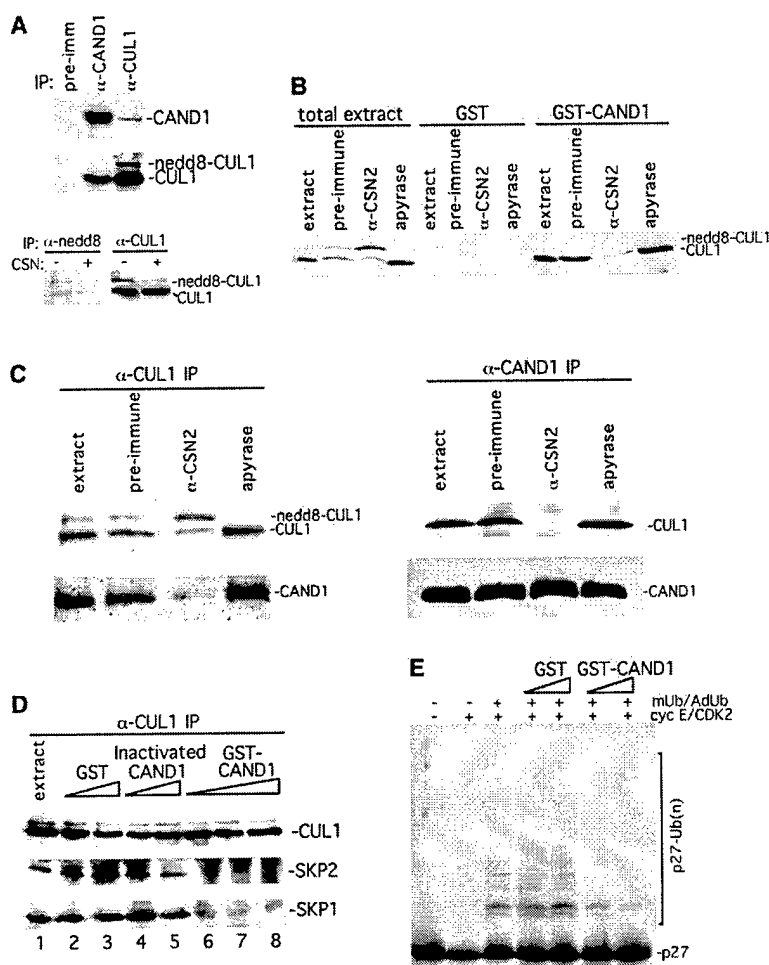 A
IP:
pre-imm
α-CAND1
α-CUL1
-CAND1
-nedd8-CUL1
-CUL1
IP: α-nedd8 α-CUL1
CSN: - + - +
-nedd8-CUL1
CUL1
B
total extract GST GST-CAND1
extract
pre-immune
α-CSN2
apyrase
extract
pre-immune
α-CSN2
apyrase
extract
pre-immune
α-CSN2
apyrase
-nedd8-CUL1
-CUL1
C
α-CUL1 IP
extract
pre-immune
α-CSN2
apyrase
-nedd8-CUL1
-CUL1
-CAND1
α-CAND1 IP
extract
pre-immune
α-CSN2
apyrase
-CUL1
-CAND1
D
α-CUL1 IP
extract
GST
Inactivated
CAND1
GST-
CAND1
-CUL1
-SKP2
-SKP1
1 2 3 4 5 6 7 8
E
GST GST-CAND1
- - + + + + + mUb/AdUb
- + + + + + + cyc E/CDK2
p27-Ub(n)
-p27